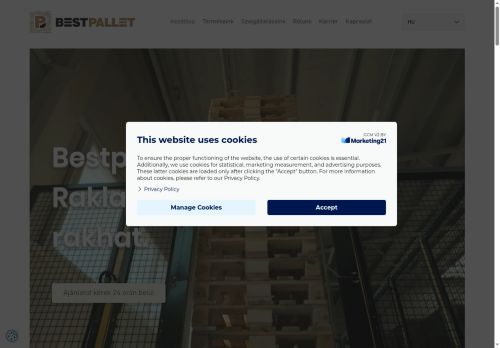 BESTPALLET
Kezdőlap Termékeink Szolgáltatásaink Rólunk Karrier Kapcsolat
HU
This website uses cookies
CCM V2 BY
Marketing21
To ensure the proper functioning of the website, the use of certain cookies is essential.
Additionally, we use cookies for statistical, marketing measurement, and advertising purposes.
These latter cookies are loaded only after clicking the "Accept" button. For more information
about cookies, please refer to our Privacy Policy.
Privacy Policy
Manage Cookies
Accept
Bestp
Rakla
rakhat
Ajánlatot kérek 24 órán belül